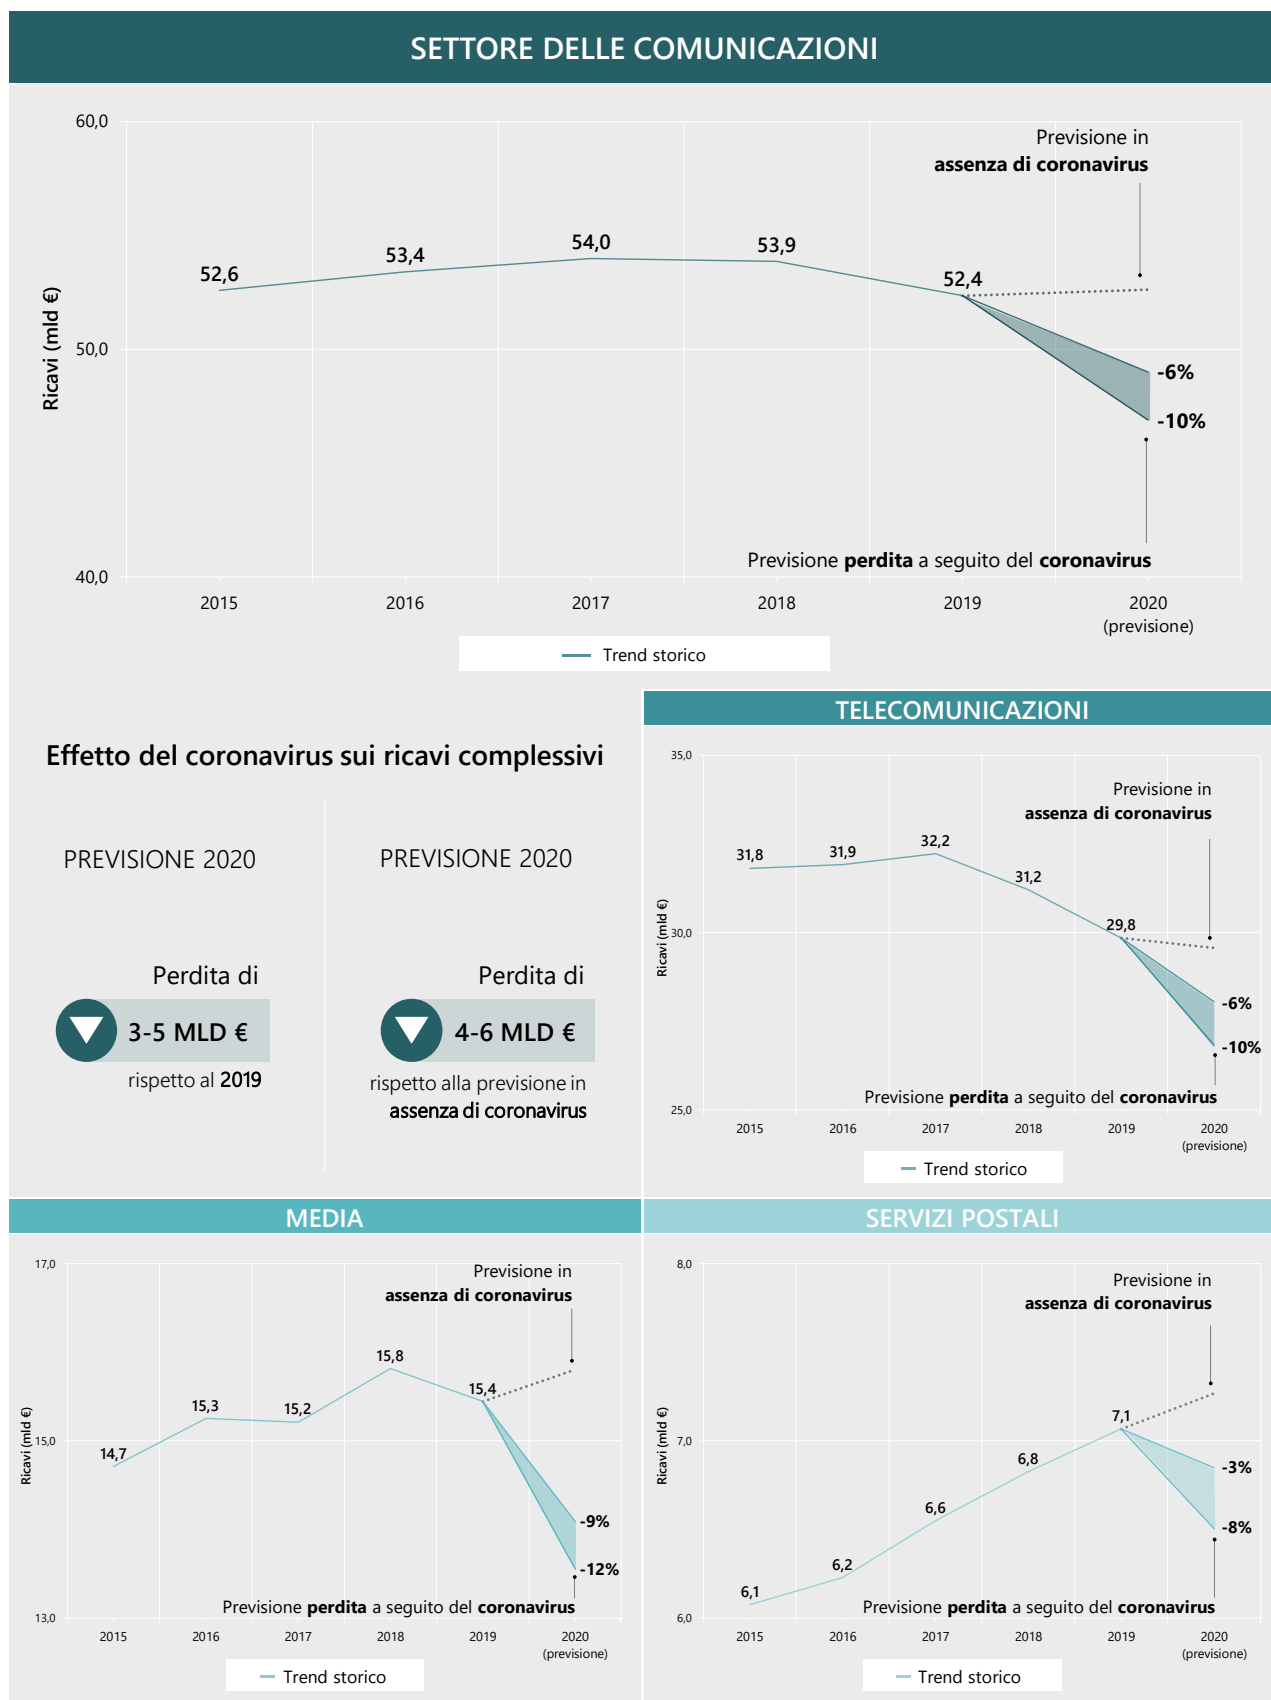 SETTORE DELLE COMUNICAZIONI
60,0
50,0
40,0
Ricavi (mld €)
52,6
53,4
54,0
53,9
52,4
Previsione in
assenza di coronavirus
-6%
-10%
Previsione perdita a seguito del coronavirus
2015
2016
2017
2018
2019
2020
(previsione)
Trend storico
Effetto del coronavirus sui ricavi complessivi
PREVISIONE 2020
Perdita di
3-5 MLD €
rispetto al 2019
PREVISIONE 2020
Perdita di
4-6 MLD €
rispetto alla previsione in
assenza di coronavirus
TELECOMUNICAZIONI
35,0
30,0
25,0
Ricavi (mld €)
31,8
31,9
32,2
31,2
29,8
Previsione in
assenza di coronavirus
-6%
-10%
Previsione perdita a seguito del coronavirus
2015
2016
2017
2018
2019
2020
(previsione)
Trend storico
MEDIA
17,0
15,0
13,0
Ricavi (mld €)
14,7
15,3
15,2
15,8
15,4
Previsione in
assenza di coronavirus
-9%
-12%
Previsione perdita a seguito del coronavirus
2015
2016
2017
2018
2019
2020
(previsione)
Trend storico
SERVIZI POSTALI
8,0
7,0
6,0
Ricavi (mld €)
6,1
6,2
6,6
6,8
7,1
Previsione in
assenza di coronavirus
-3%
-8%
Previsione perdita a seguito del coronavirus
2015
2016
2017
2018
2019
2020
(previsione)
Trend storico